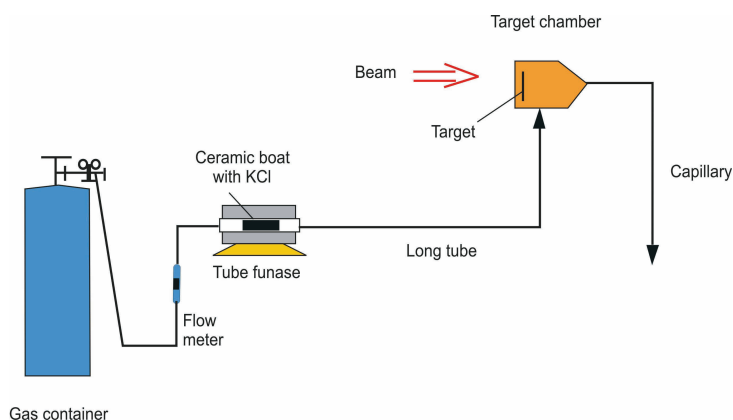 Target chamber
Beam
Target
Ceramic boat
with KCl
Capillary
Long tube
Tube funase
Flow
meter
Gas container